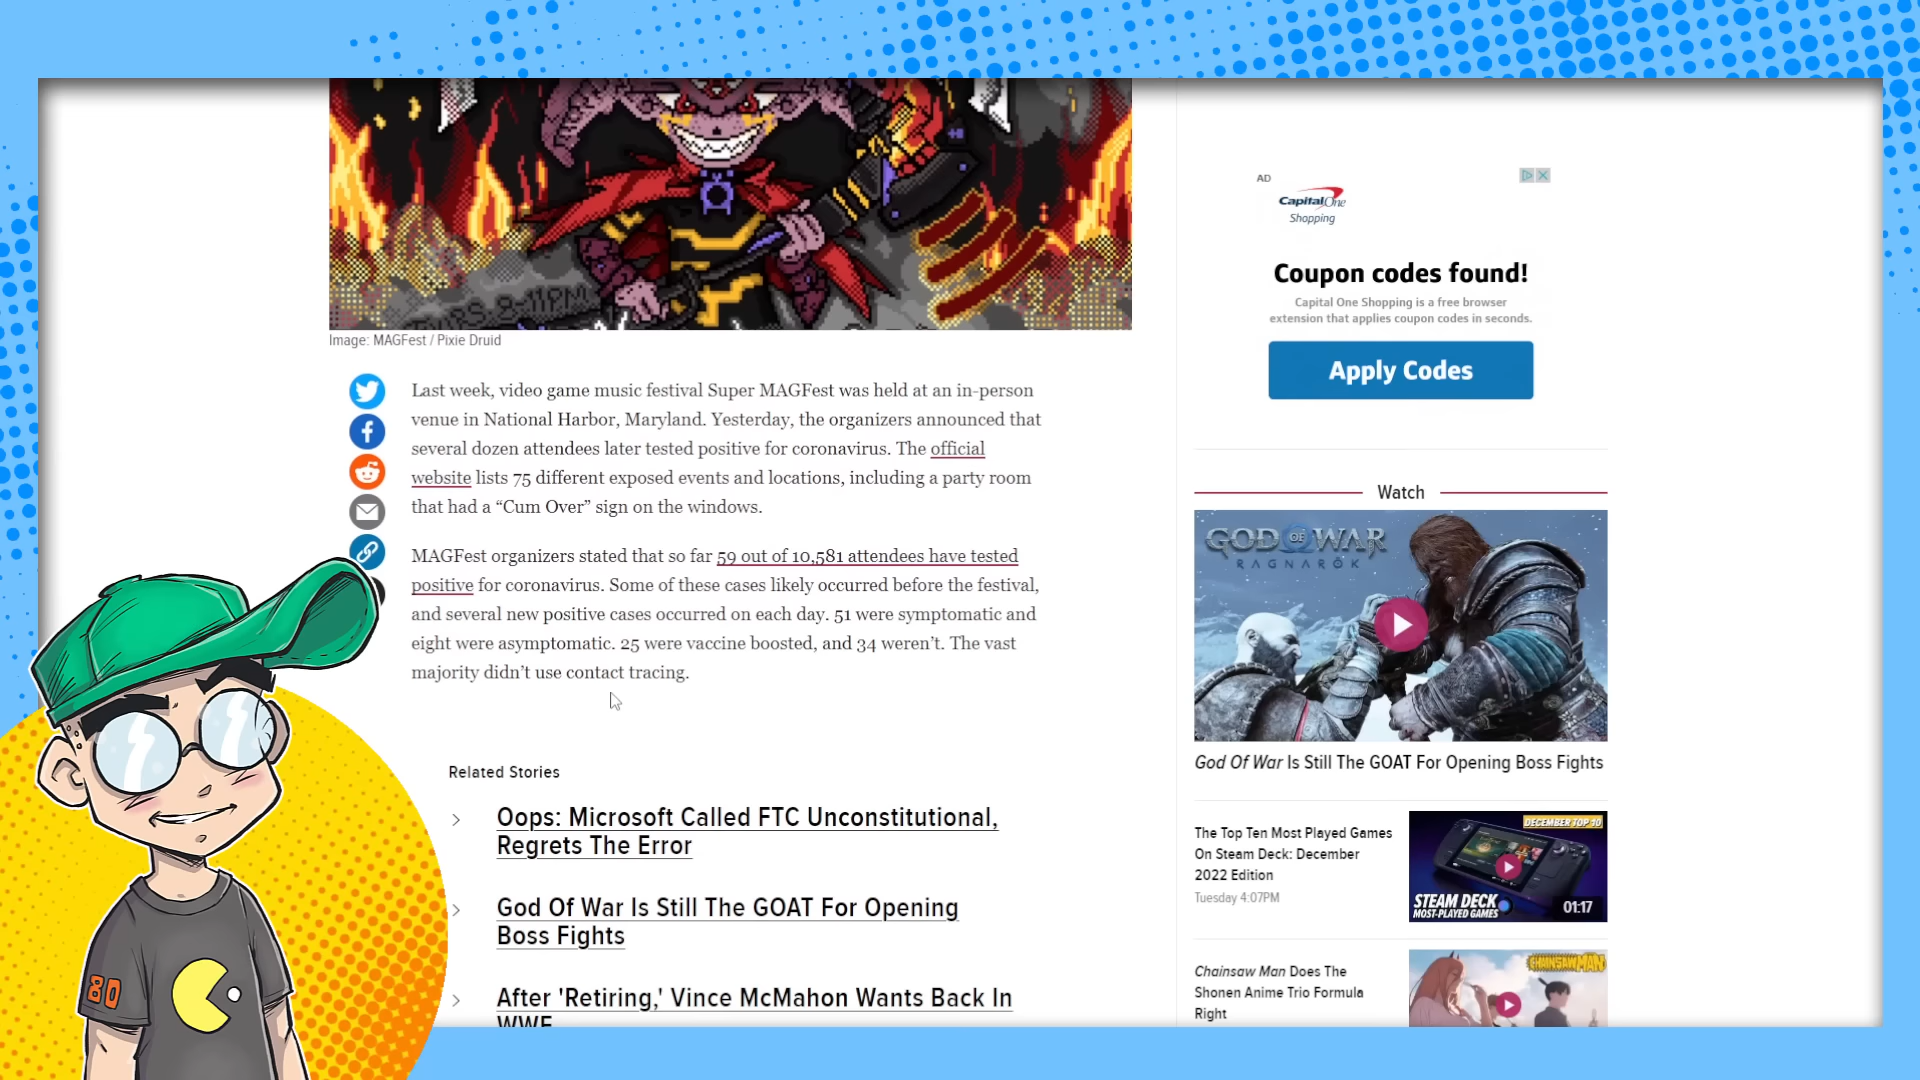 RS. 8-11PM
Image: MAGFest / Pixie Druid
Last week, video game music festival Super MAGFest was held at an in-person
venue in National Harbor, Maryland. Yesterday, the organizers announced that
several dozen attendees later tested positive for coronavirus. The official
website lists 75 different exposed events and locations, including a party room
that had a “Cum Over” sign on the windows.
MAGFest organizers stated that so far 59 out of 10,581 attendees have tested
positive for coronavirus. Some of these cases likely occurred before the festival,
and several new positive cases occurred on each day. 51 were symptomatic and
eight were asymptomatic. 25 were vaccine boosted, and 34 weren’t. The vast
majority didn’t use contact tracing.
Related Stories
Oops: Microsoft Called FTC Unconstitutional,
Regrets The Error
God Of War Is Still The GOAT For Opening
Boss Fights
After 'Retiring,' Vince McMahon Wants Back In
WWE
80
AD
CapitalOne
Shopping
Coupon codes found!
Capital One Shopping is a free browser
extension that applies coupon codes in seconds.
Apply Codes
Watch
GOD OF WAR
RAGNARÖK
God Of War Is Still The GOAT For Opening Boss Fights
The Top Ten Most Played Games
On Steam Deck: December
2022 Edition
Tuesday 4:07PM
DECEMBER TOP 10
STEAM DECK
MOST-PLAYED GAMES
01:17
Chainsaw Man Does The
Shonen Anime Trio Formula
Right
CHAINSAW MAN